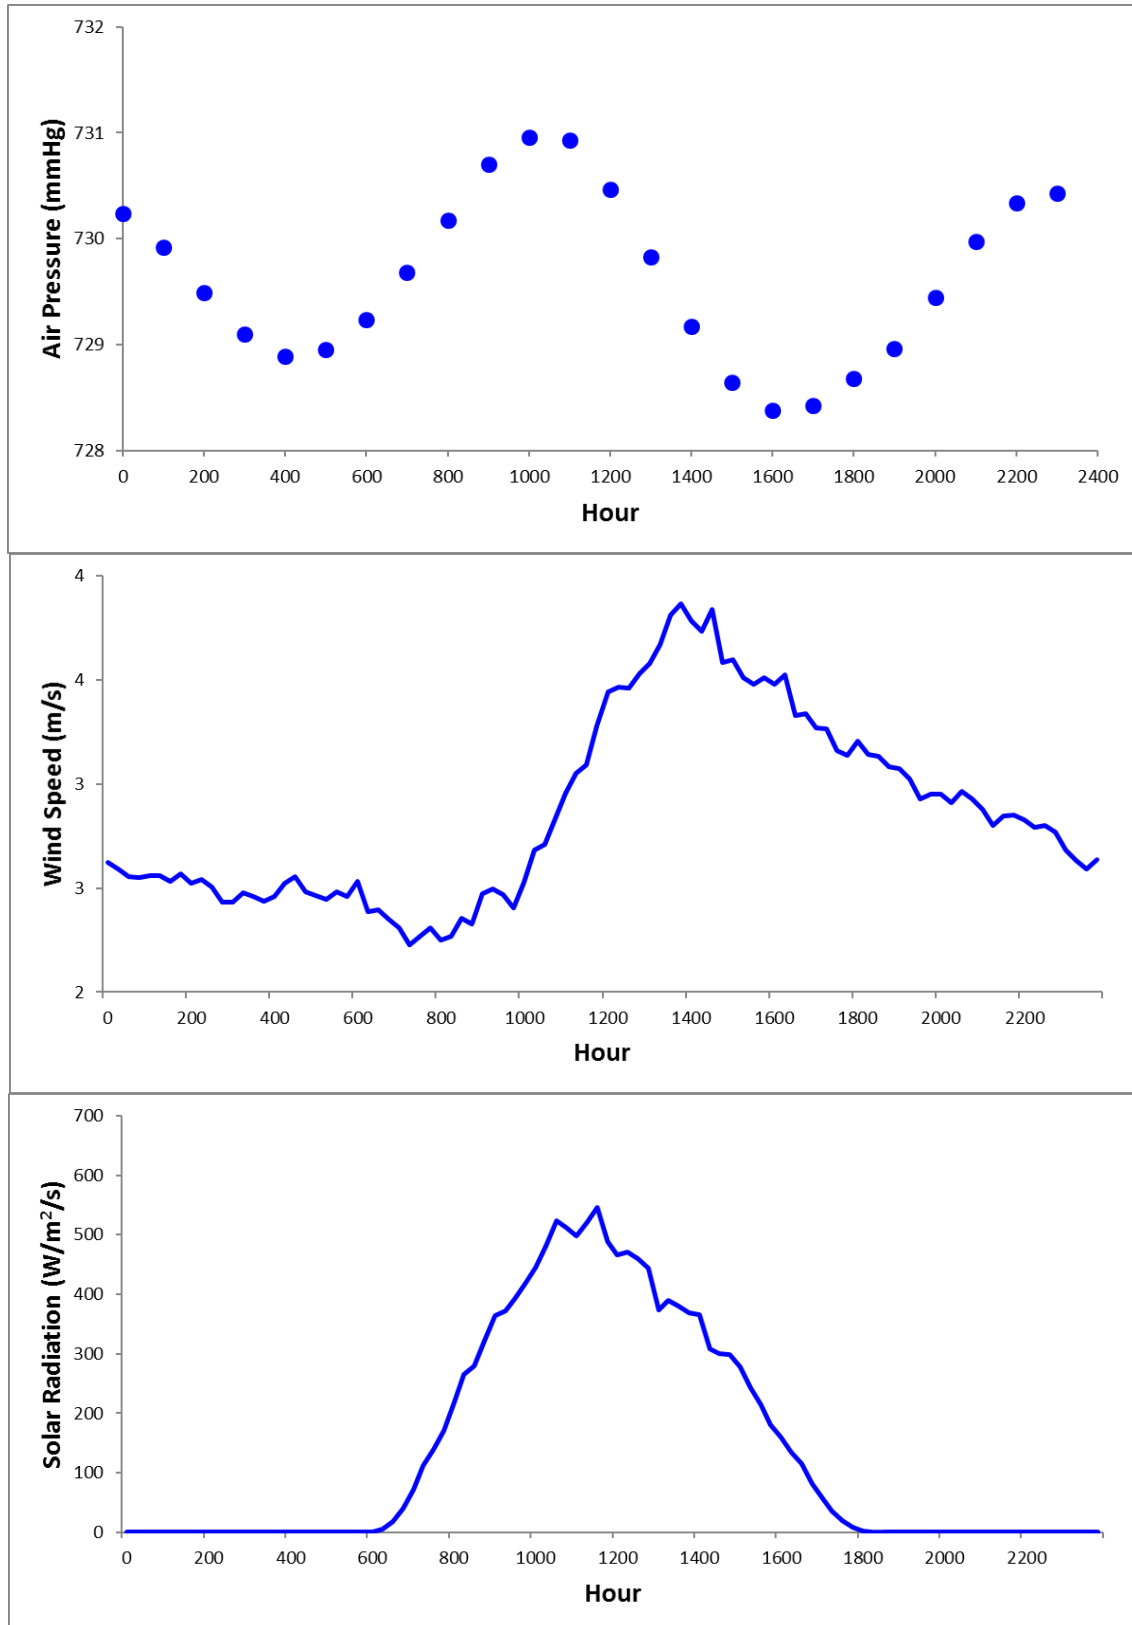 732
731
730
729
728
Air Pressure (mmHg)
0 200 400 600 800 1000 1200 1400 1600 1800 2000 2200 2400
Hour
4
4
3
3
2
Wind Speed (m/s)
0 200 400 600 800 1000 1200 1400 1600 1800 2000 2200
Hour
700
600
500
400
300
200
100
0
Solar Radiation (W/m²/s)
0 200 400 600 800 1000 1200 1400 1600 1800 2000 2200
Hour